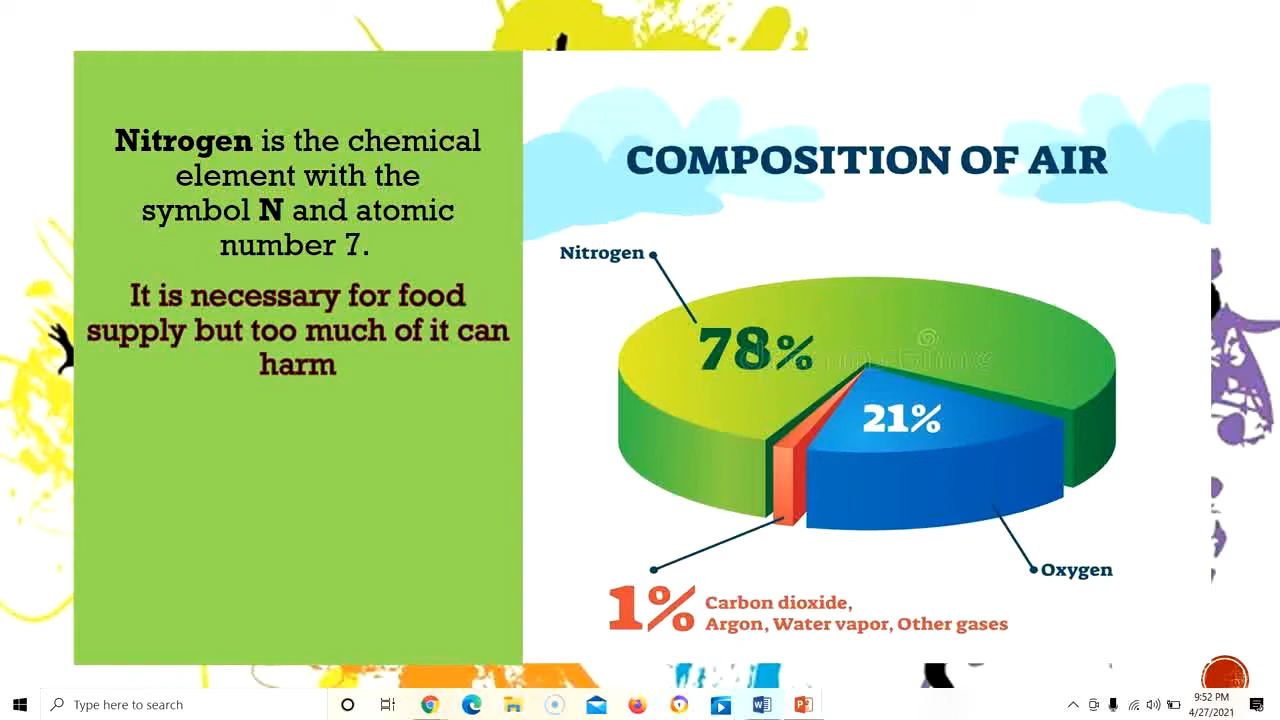 Nitrogen is the chemical
element with the
symbol N and atomic
number 7.
It is necessary for food
supply but too much of it can
harm
COMPOSITION OF AIR
Nitrogen
78%
21%
Oxygen
1%
Carbon dioxide,
Argon, Water vapor, Other gases
Type here to search
9:52 PM
4/27/2021